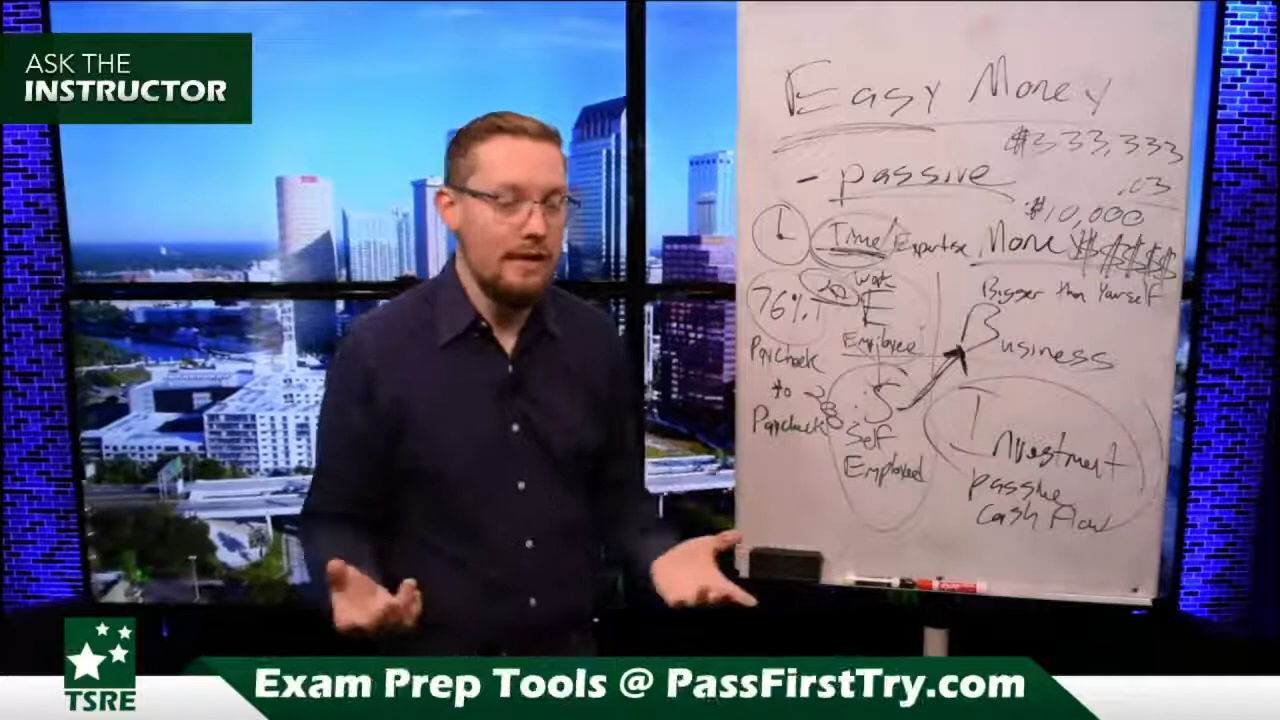 ASK THE
INSTRUCTOR
Easy Money
$333,333
- passive
.03
$10,000
Time/Expertise Money $$$$$
Work
Bigger than Yourself
76%
E
Employee
Business
Paycheck
to
Paycheck
S
Self
Employed
Investment
passive
cash Flow
TSRE
Exam Prep Tools @ PassFirstTry.com